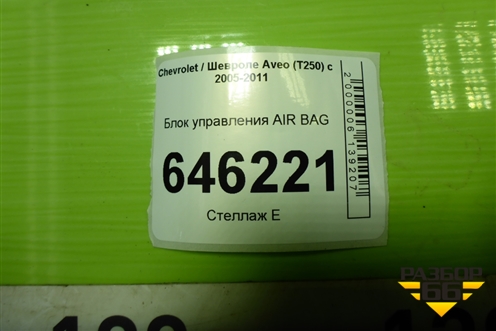 Chevrolet / Шевроле Aveo (T250) с
2005-2011
Блок управления AIR BAG
646221
Стеллаж E
2000006139207
РАЗБОР
66